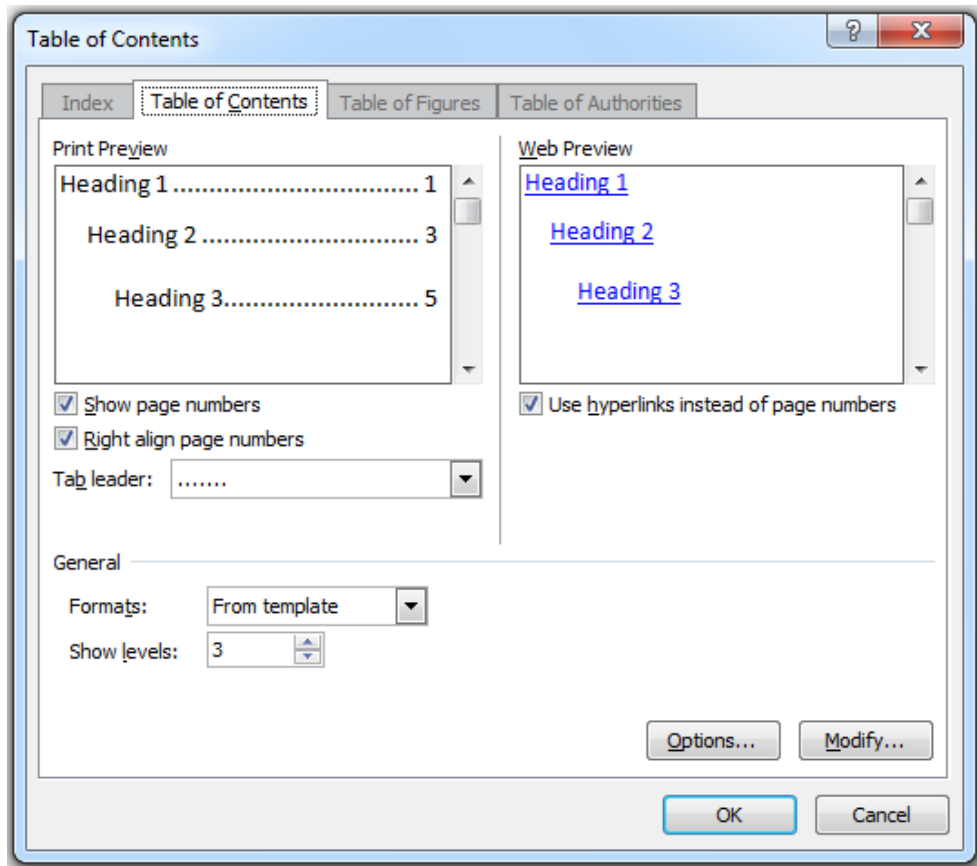 Table of Contents
?
Index
Table of Contents
Table of Figures
Table of Authorities
Print Preview
Heading 1 .................................. 1
Heading 2 .............................. 3
Heading 3........................... 5
Web Preview
Heading 1
Heading 2
Heading 3
Show page numbers
Right align page numbers
Tab leader: .......
Use hyperlinks instead of page numbers
General
Formats: From template
Show levels: 3
Options...
Modify...
OK
Cancel